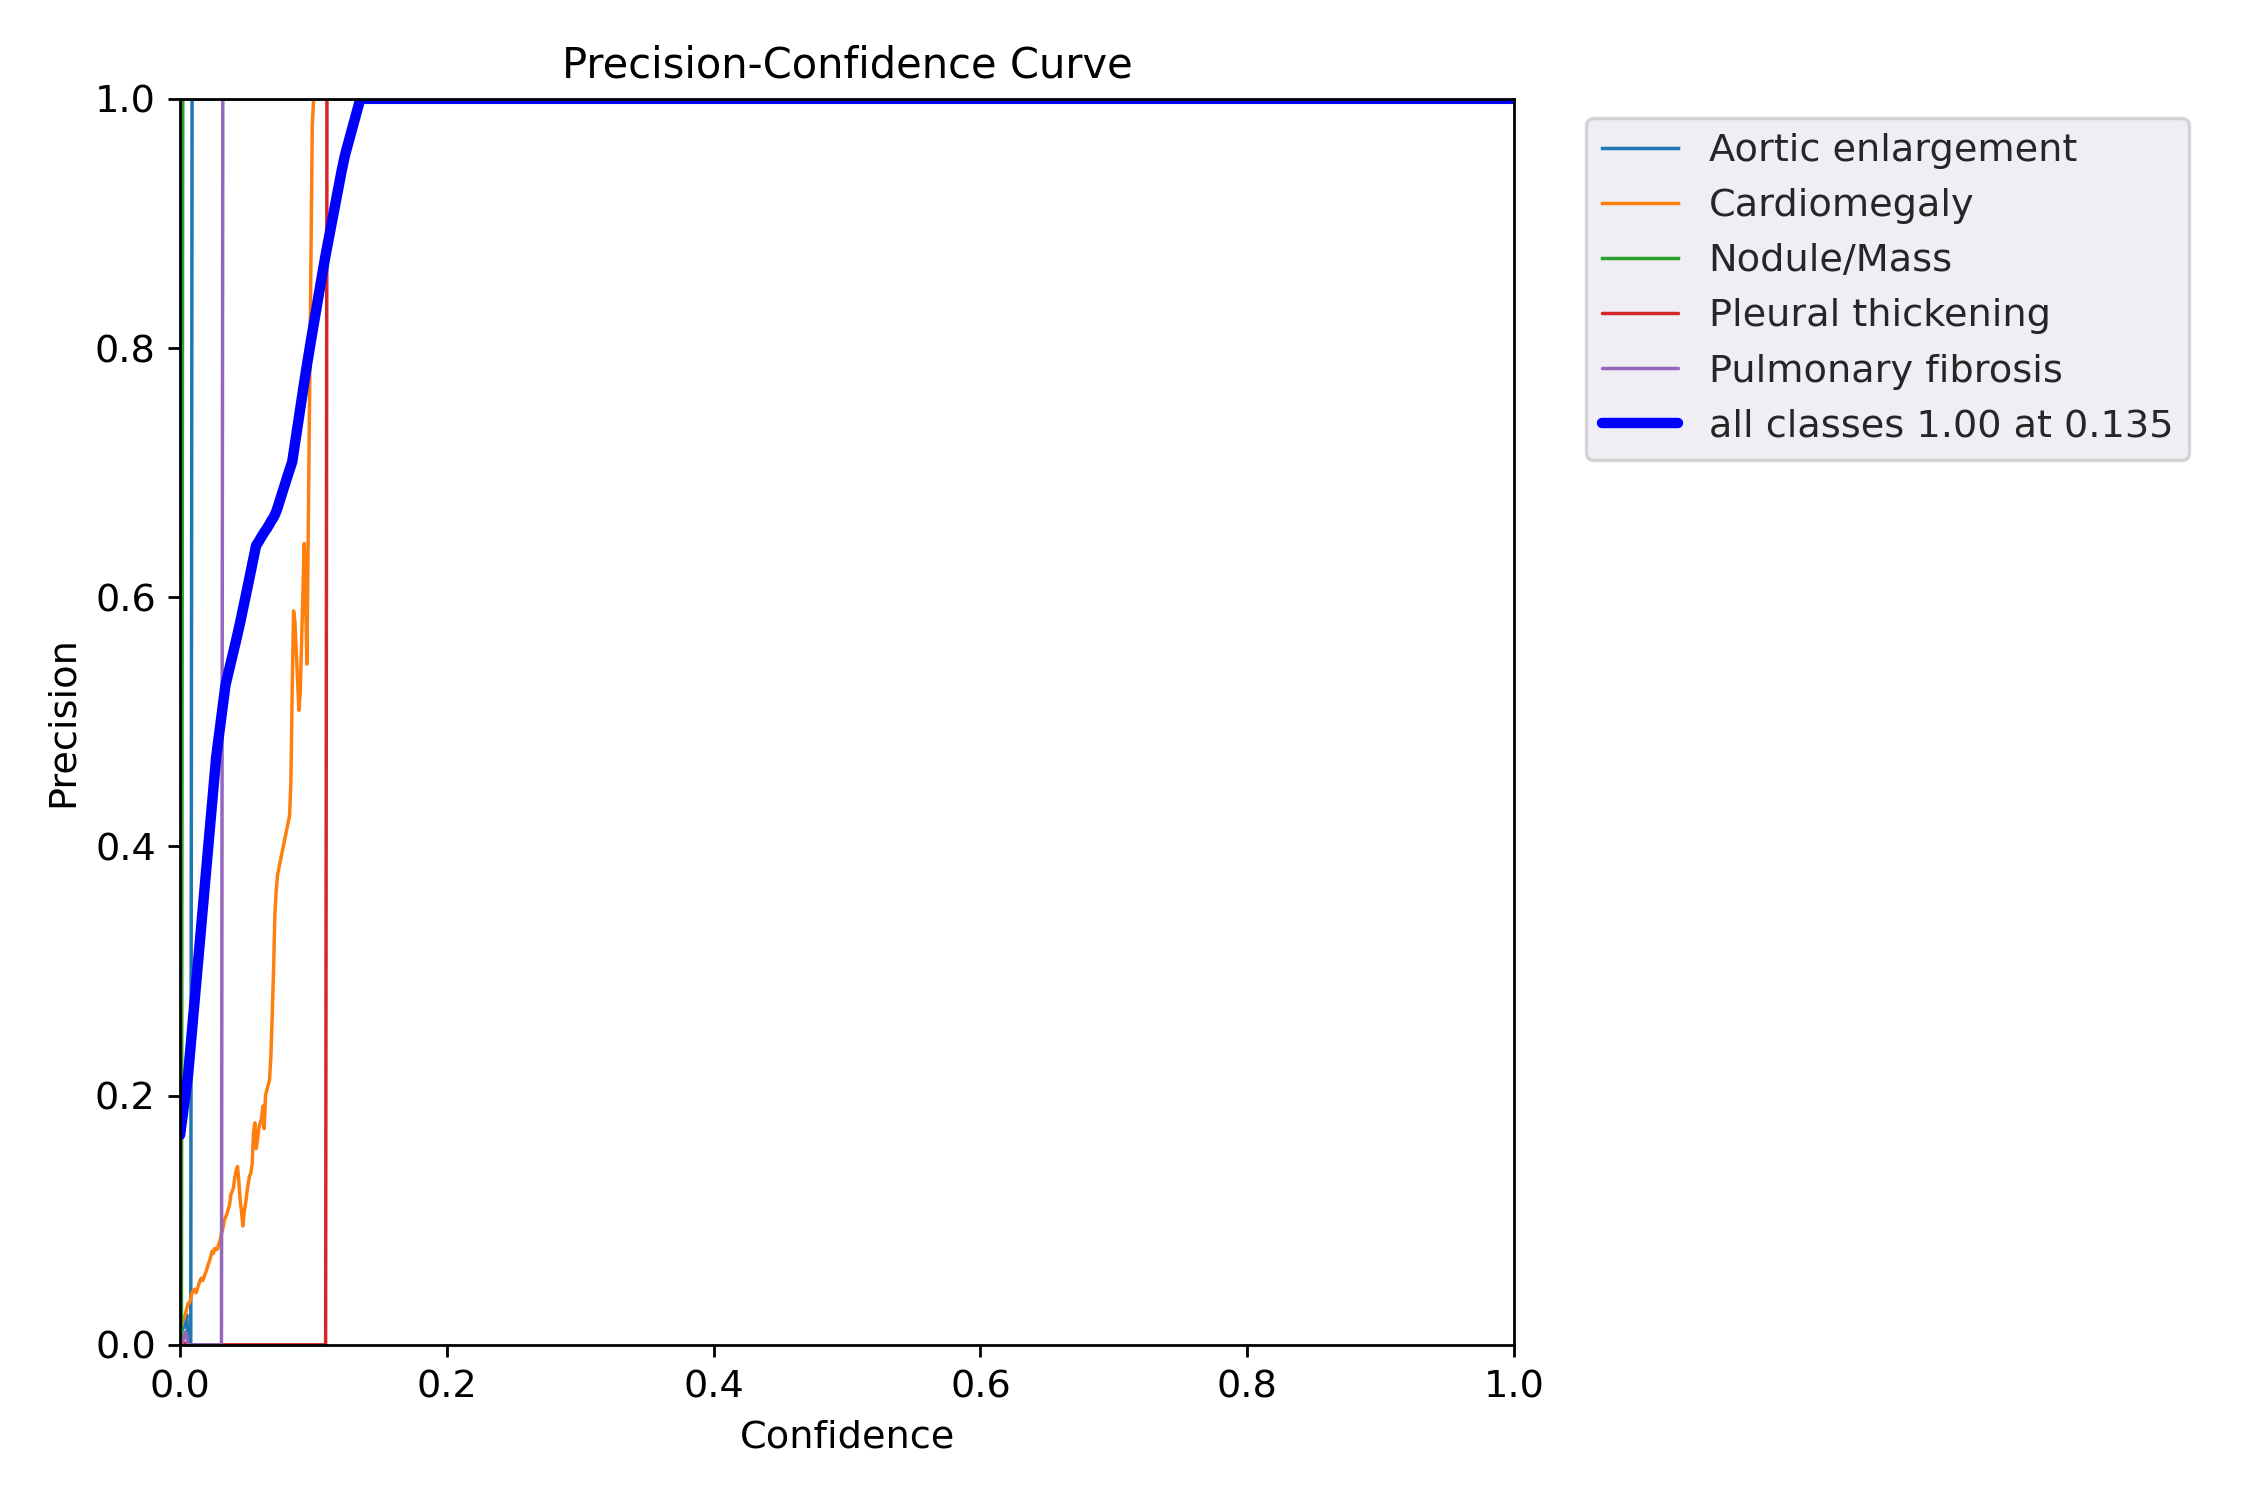 Precision-Confidence Curve
1.0
0.8
0.6
0.4
0.2
0.0
Precision
0.0 0.2 0.4 0.6 0.8 1.0
Confidence
Aortic enlargement
Cardiomegaly
Nodule/Mass
Pleural thickening
Pulmonary fibrosis
all classes 1.00 at 0.135